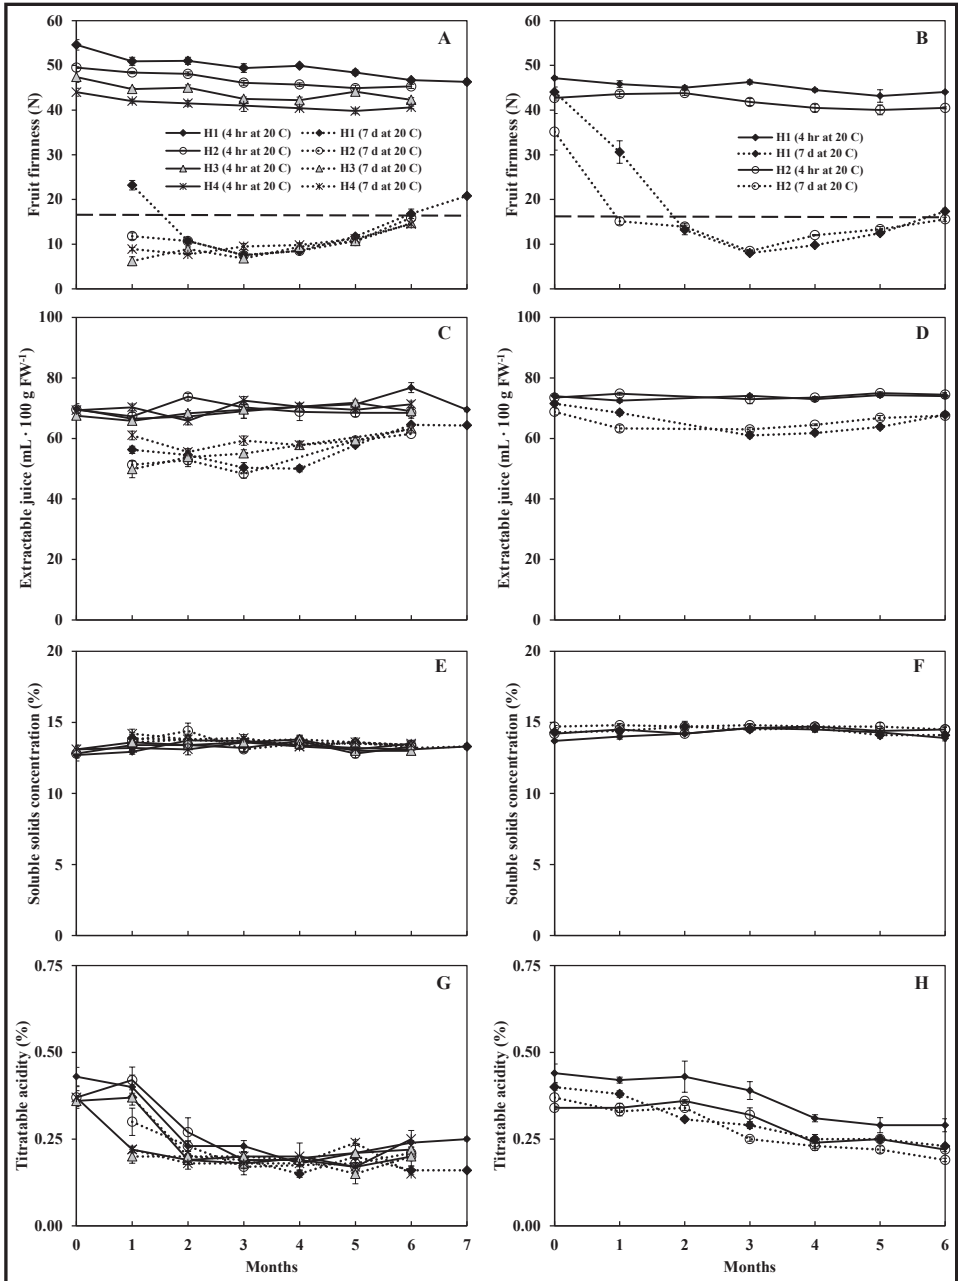 A
Fruit firmness (N)
60
50
40
30
20
10
0
H1 (4 hr at 20 C)
H1 (7 d at 20 C)
H2 (4 hr at 20 C)
H2 (7 d at 20 C)
H3 (4 hr at 20 C)
H3 (7 d at 20 C)
H4 (4 hr at 20 C)
H4 (7 d at 20 C)
B
Fruit firmness (N)
60
50
40
30
20
10
0
H1 (4 hr at 20 C)
H1 (7 d at 20 C)
H2 (4 hr at 20 C)
H2 (7 d at 20 C)
C
Extractable juice (mL · 100 g FW-1)
100
80
60
40
20
0
D
Extractable juice (mL · 100 g FW-1)
100
80
60
40
20
0
E
Soluble solids concentration (%)
20
15
10
5
0
F
Soluble solids concentration (%)
20
15
10
5
0
G
Titratable acidity (%)
0.75
0.50
0.25
0.00
0 1 2 3 4 5 6 7
Months
H
Titratable acidity (%)
0.75
0.50
0.25
0.00
0 1 2 3 4 5 6
Months